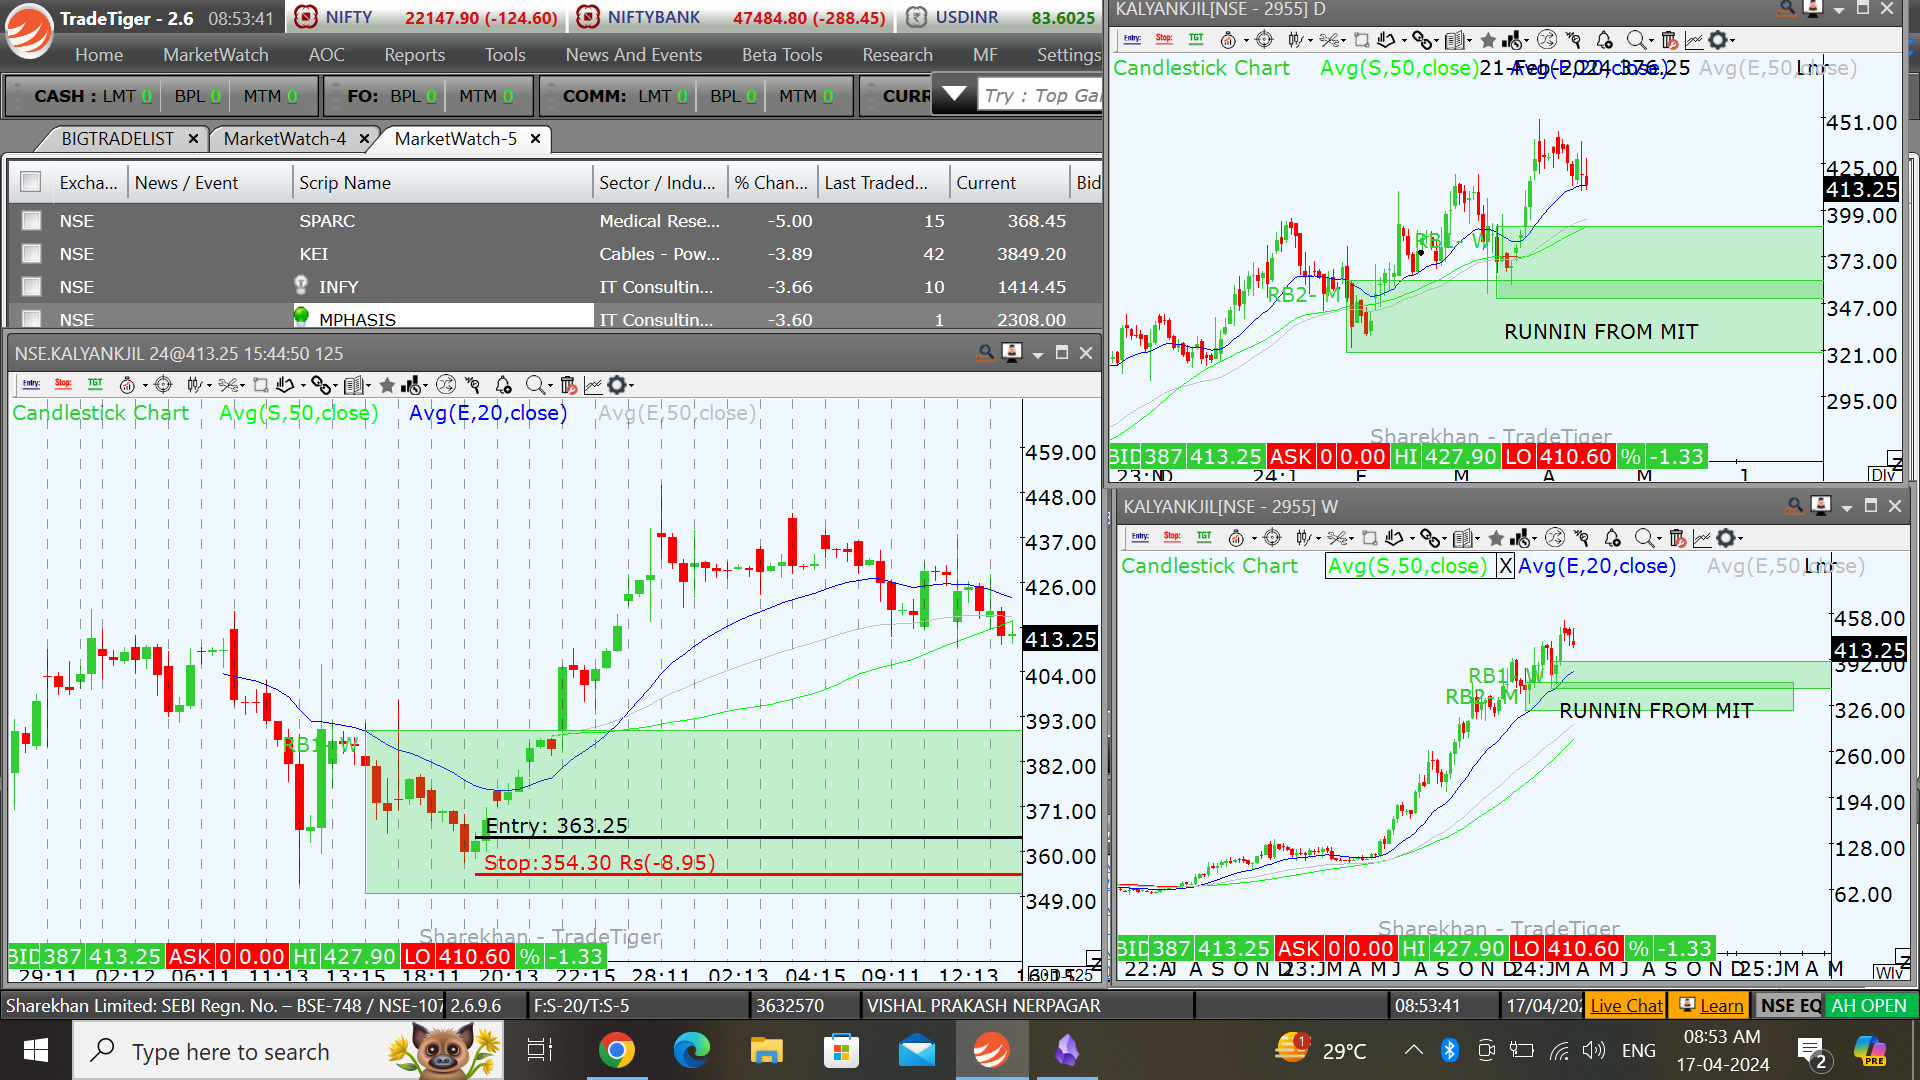 TradeTiger - 2.6 08:53:41
NIFTY 22147.90 (-124.60)
NIFTYBANK 47484.80 (-288.45)
USDINR 83.6025
Home MarketWatch AOC Reports Tools News And Events Beta Tools Research MF Settings
CASH : LMT 0 BPL 0 MTM 0
FO: BPL 0 MTM 0
COMM: LMT 0 BPL 0 MTM 0
CURR
Try : Top Ga
BIGTRADELIST × MarketWatch-4 × MarketWatch-5 ×
Excha... News / Event Scrip Name Sector / Indu... % Chan... Last Traded... Current Bid
NSE SPARC Medical Rese... -5.00 15 368.45
NSE KEI Cables - Pow... -3.89 42 3849.20
NSE INFY IT Consultin... -3.66 10 1414.45
NSE MPHASIS IT Consultin... -3.60 1 2308.00
NSE.KALYANKJIL 24@413.25 15:44:50 125
Entry: Stop: TGT
Candlestick Chart Avg(S,50,close) Avg(E,20,close) Avg(E,50,close)
459.00
448.00
437.00
426.00
413.25
404.00
393.00
382.00
371.00
360.00
349.00
RB1- W
Entry: 363.25
Stop:354.30 Rs(-8.95)
Sharekhan - TradeTiger
BID 387 413.25 ASK 0 0.00 HI 427.90 LO 410.60 % -1.33
29:11 02:12 06:11 11:13 13:15 18:11 20:13 22:15 28:11 02:13 04:15 09:11 12:13
KALYANKJIL[NSE - 2955] D
Entry: Stop: TGT
Candlestick Chart Avg(S,50,close) 21-Feb-2024 376.25 Avg(E,20,close) Avg(E,50,close)
451.00
425.00
413.25
399.00
373.00
347.00
321.00
295.00
RB1- W
RB2- M
RUNNIN FROM MIT
Sharekhan - TradeTiger
BID 387 413.25 ASK 0 0.00 HI 427.90 LO 410.60 % -1.33
23:N D 24:J F M A M 1
Dly
KALYANKJIL[NSE - 2955] W
Entry: Stop: TGT
Candlestick Chart Avg(S,50,close) X Avg(E,20,close) Avg(E,50,close)
458.00
413.25
392.00
326.00
260.00
194.00
128.00
62.00
RB1- W
RB2- M
RUNNIN FROM MIT
Sharekhan - TradeTiger
BID 387 413.25 ASK 0 0.00 HI 427.90 LO 410.60 % -1.33
22:A J A S O N D 23:J M A M J A S O N D 24:J M A M J A S O N D 25:J M A M
Wly
Sharekhan Limited: SEBI Regn. No. – BSE-748 / NSE-107 2.6.9.6 F:S-20/T:S-5 3632570 VISHAL PRAKASH NERPAGAR 08:53:41 17/04/202 Live Chat Learn NSE EQ AH OPEN
Type here to search
1 29°C ENG 08:53 AM
17-04-2024
2 PRE